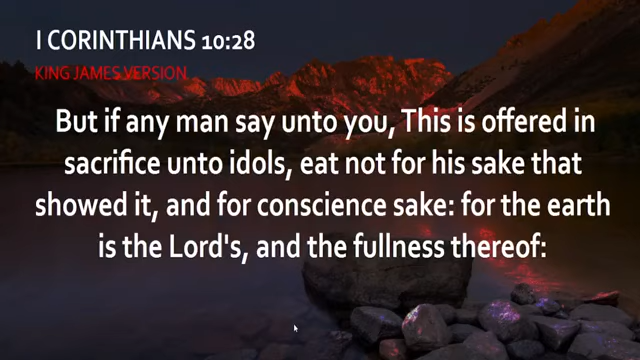 I CORINTHIANS 10:28
KING JAMES VERSION
But if any man say unto you, This is offered in
sacrifice unto idols, eat not for his sake that
showed it, and for conscience sake: for the earth
is the Lord's, and the fullness thereof: